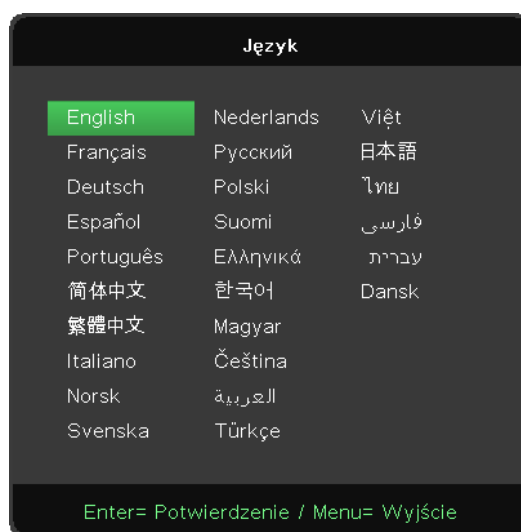 Język
English Nederlands Việt
Français Русский 日本語
Deutsch Polski ไทย
Español Suomi فارسی
Português Ελληνικά עברית
简体中文 한국어 Dansk
繁體中文 Magyar
Italiano Čeština
Norsk العربية
Svenska Türkçe
Enter= Potwierdzenie / Menu= Wyjście